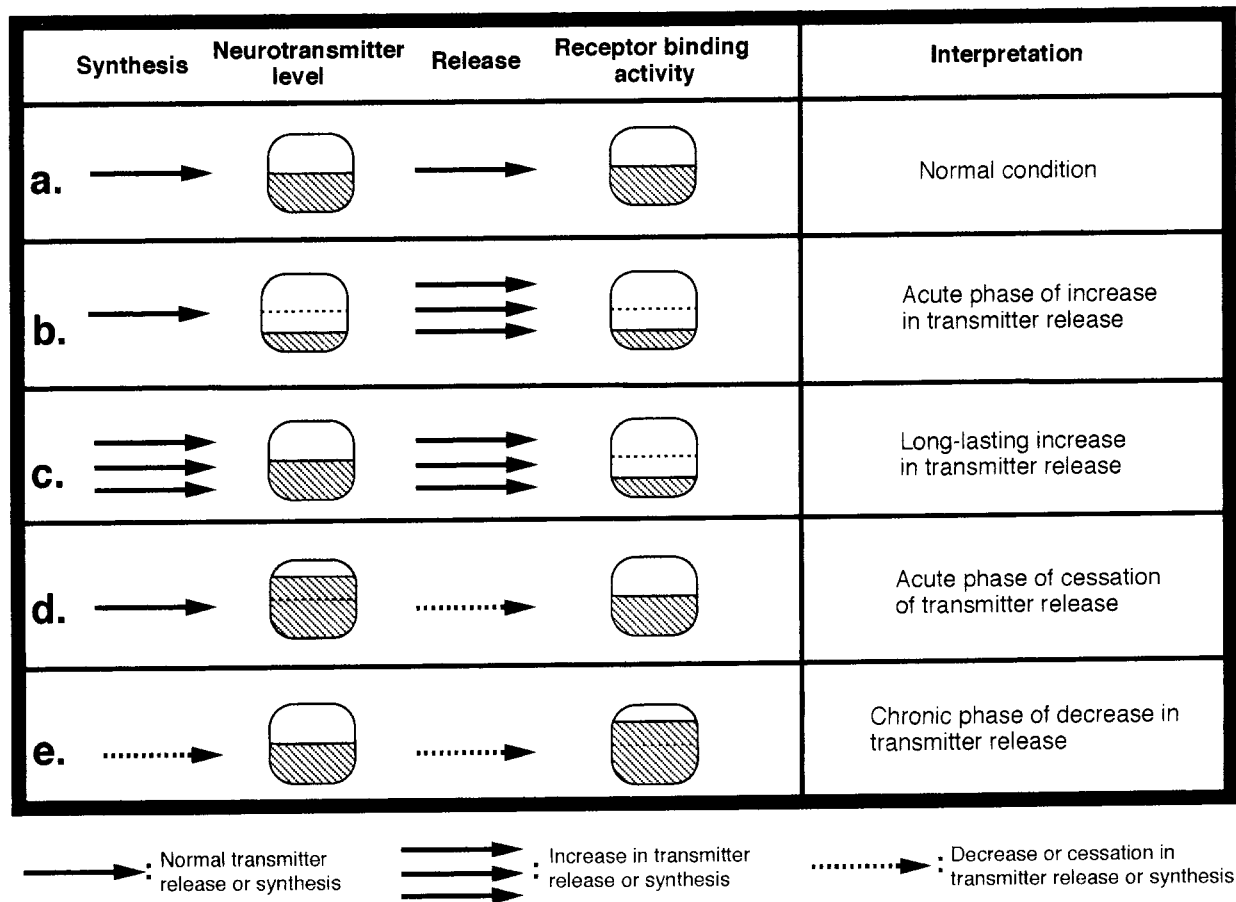 Synthesis
Neurotransmitter
level
Release
Receptor binding
activity
Interpretation
a.
Normal condition
b.
Acute phase of increase
in transmitter release
c.
Long-lasting increase
in transmitter release
d.
Acute phase of cessation
of transmitter release
e.
Chronic phase of decrease in
transmitter release
: Normal transmitter
release or synthesis
: Increase in transmitter
release or synthesis
: Decrease or cessation in
transmitter release or synthesis